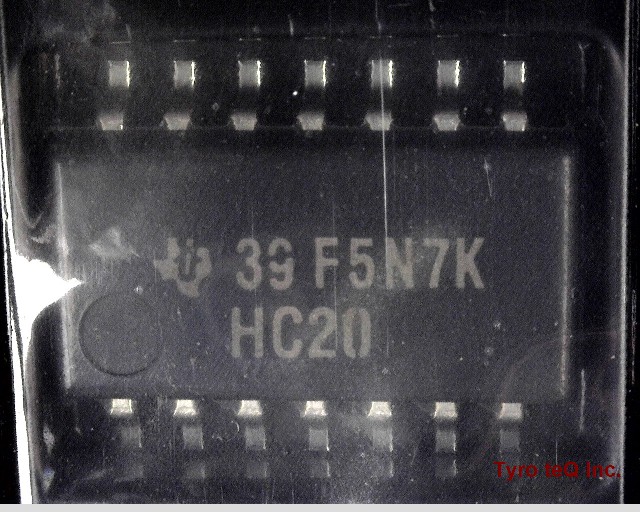 39 F5N7K
HC20
Tyro teQ Inc.